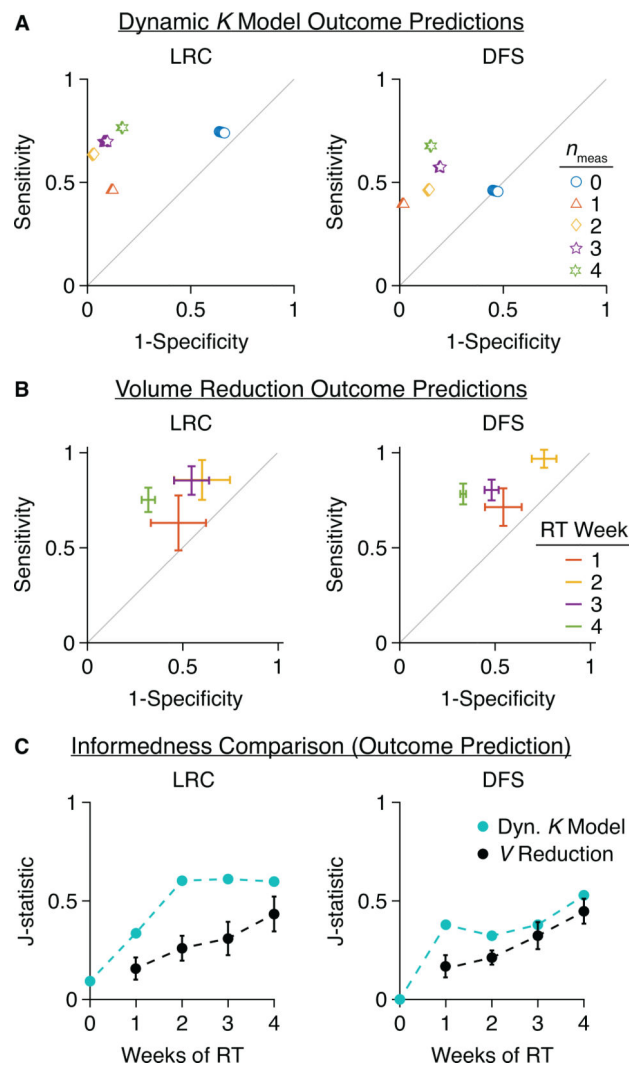 A Dynamic K Model Outcome Predictions
LRC
DFS
1
0.5
0
Sensitivity
0 0.5 1
1-Specificity
1
0.5
0
Sensitivity
0 0.5 1
1-Specificity
nmeas
0
1
2
3
4
B Volume Reduction Outcome Predictions
LRC
DFS
1
0.5
0
Sensitivity
0 0.5 1
1-Specificity
1
0.5
0
Sensitivity
0 0.5 1
1-Specificity
RT Week
1
2
3
4
C Informedness Comparison (Outcome Prediction)
LRC
DFS
1
0.5
0
J-statistic
0 1 2 3 4
Weeks of RT
1
0.5
0
J-statistic
0 1 2 3 4
Weeks of RT
Dyn. K Model
V Reduction